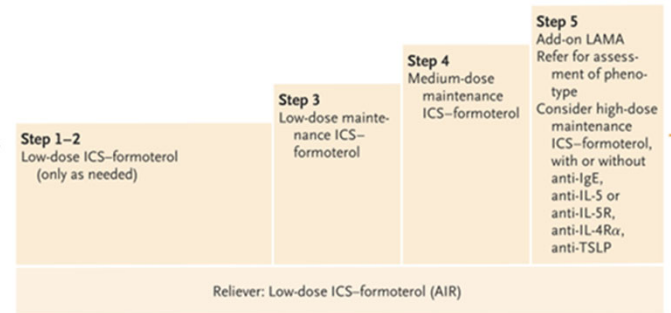 Step 1–2
Low-dose ICS–formoterol
(only as needed)
Step 3
Low-dose mainte-
nance ICS–
formoterol
Step 4
Medium-dose
maintenance
ICS–formoterol
Step 5
Add-on LAMA
Refer for assess-
ment of pheno-
type
Consider high-dose
maintenance
ICS–formoterol,
with or without
anti-IgE,
anti-IL-5 or
anti-IL-5R,
anti-IL-4Rα,
anti-TSLP
Reliever: Low-dose ICS–formoterol (AIR)